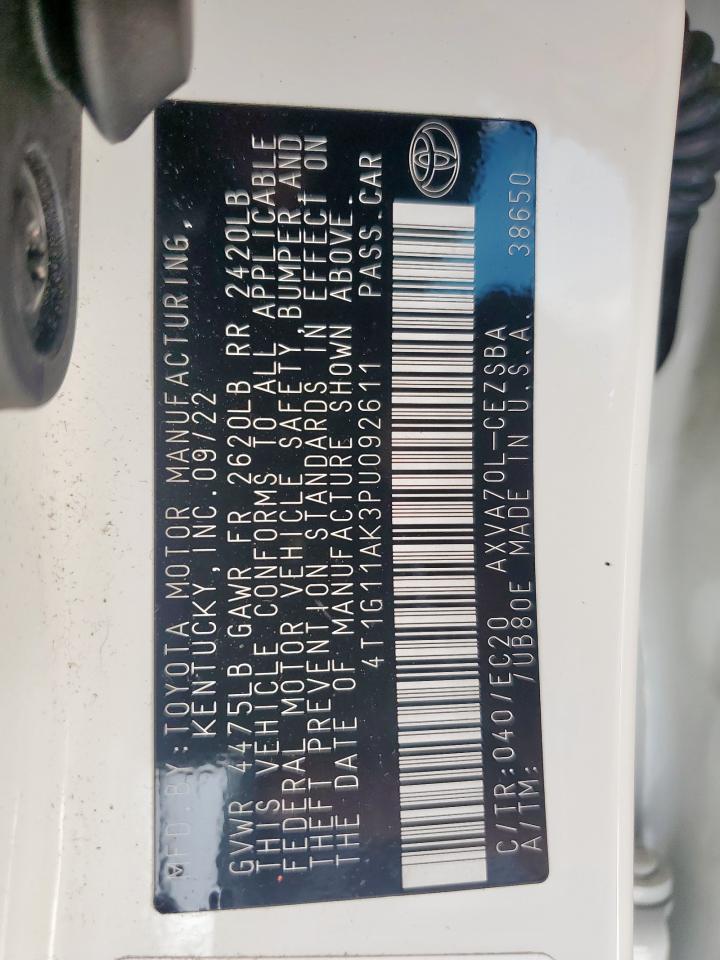 MFD.BY:TOYOTA MOTOR MANUFACTURING,
KENTUCKY,INC.09/22
GVWR 4475LB GAWR FR 2620LB RR 2420LB
THIS VEHICLE CONFORMS TO ALL APPLICABLE
FEDERAL MOTOR VEHICLE SAFETY,BUMPER,AND
THEFT PREVENTION STANDARDS IN EFFECT ON
THE DATE OF MANUFACTURE SHOWN ABOVE.
4T1G11AK3PU092611 PASS.CAR
C/TR:040/EC20 AXVA70L-CEZSBA 38650
A/TM: /UB80E MADE IN U.S.A.